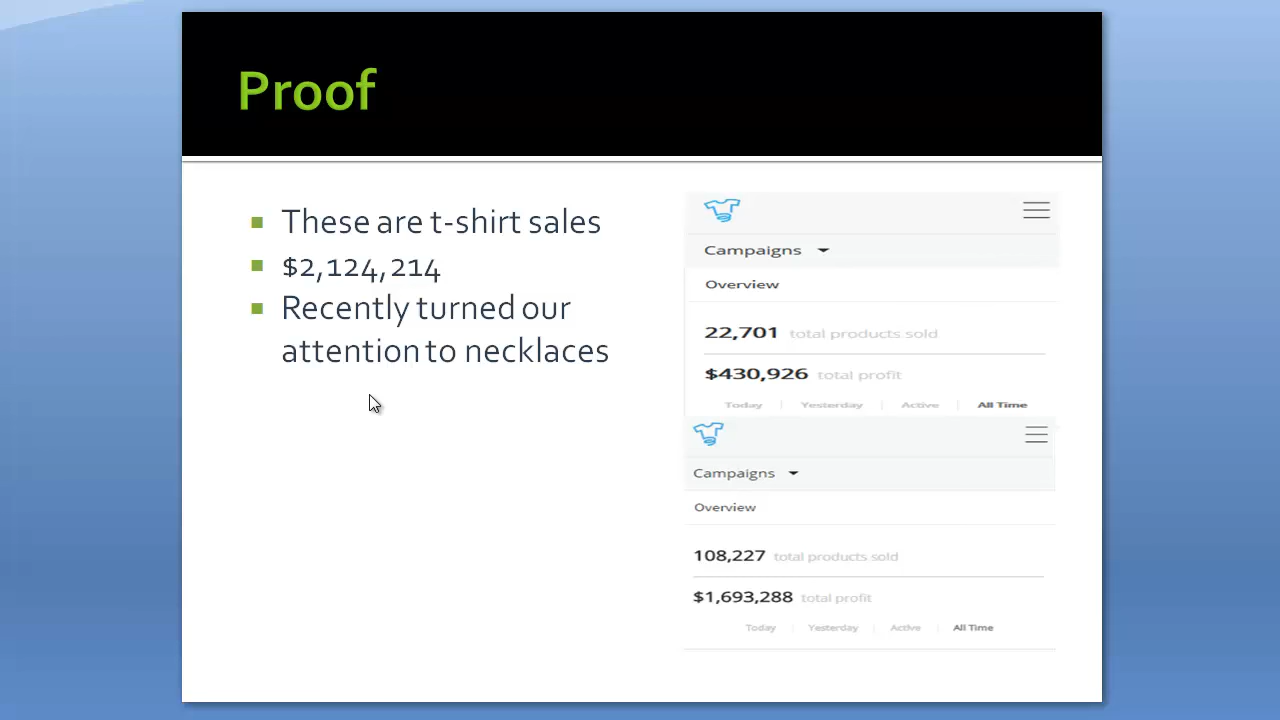 Proof
These are t-shirt sales
$2,124,214
Recently turned our
attention to necklaces
Campaigns
Overview
22,701 total products sold
$430,926 total profit
Today Yesterday Active All Time
Campaigns
Overview
108,227 total products sold
$1,693,288 total profit
Today Yesterday Active All Time